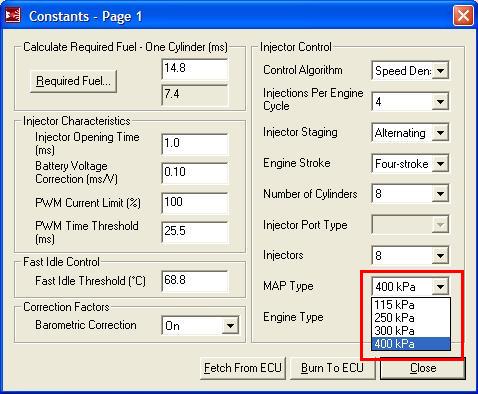 Constants - Page 1
Calculate Required Fuel - One Cylinder (ms)
Required Fuel...
14.8
7.4
Injector Characteristics
Injector Opening Time
(ms)
1.0
Battery Voltage
Correction (ms/V)
0.10
PWM Current Limit (%)
100
PWM Time Threshold
(ms)
25.5
Fast Idle Control
Fast Idle Threshold (°C)
68.8
Correction Factors
Barometric Correction
On
Injector Control
Control Algorithm
Speed Den:
Injections Per Engine
Cycle
4
Injector Staging
Alternating
Engine Stroke
Four-stroke
Number of Cylinders
8
Injector Port Type
Injectors
8
MAP Type
400 kPa
115 kPa
250 kPa
300 kPa
400 kPa
Engine Type
Fetch From ECU
Burn To ECU
Close